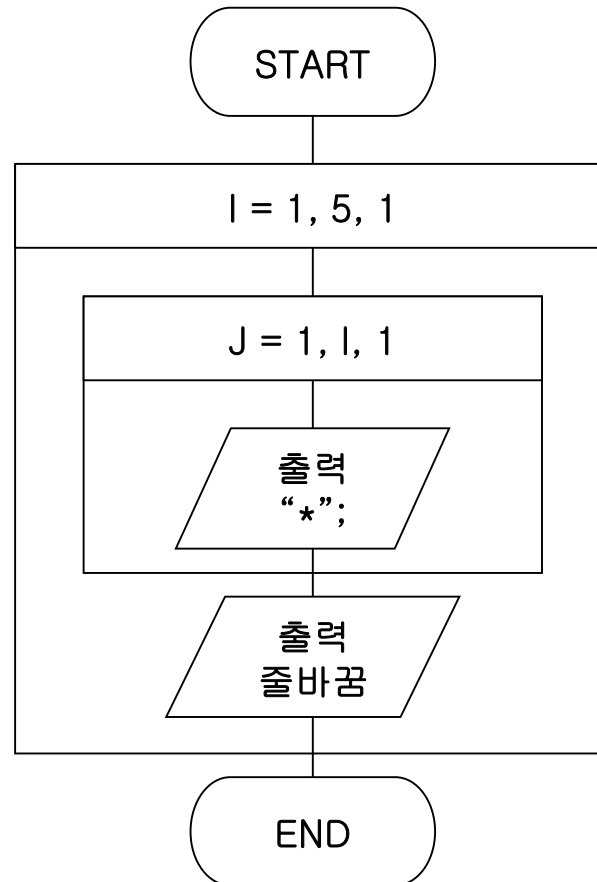 START
I = 1, 5, 1
J = 1, I, 1
출력
“*”;
출력
줄바꿈
END